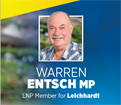 WARREN
ENTSCH MP
LNP Member for Leichhardt